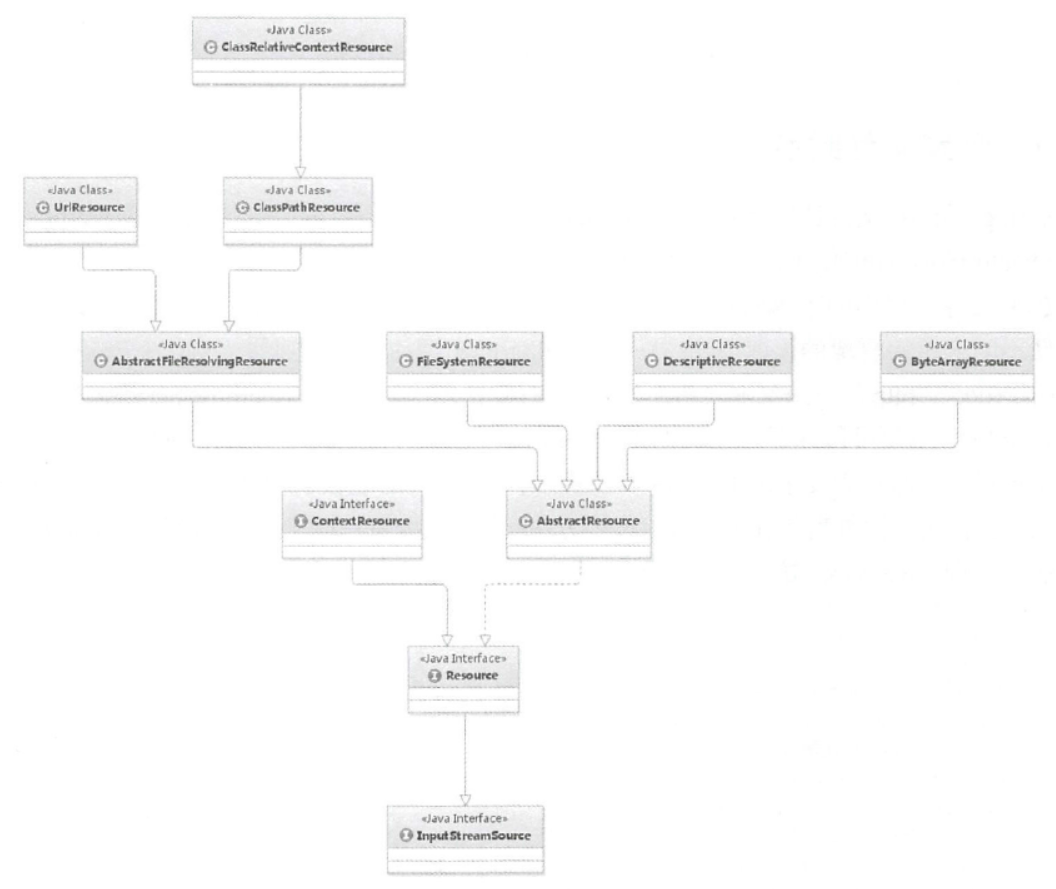 «Java Class»
ClassRelativeContextResource
«Java Class»
UrlResource
«Java Class»
ClassPathResource
«Java Class»
AbstractFileResolvingResource
«Java Class»
FileSystemResource
«Java Class»
DescriptiveResource
«Java Class»
ByteArrayResource
«Java Interface»
ContextResource
«Java Class»
AbstractResource
«Java Interface»
Resource
«Java Interface»
InputStreamSource